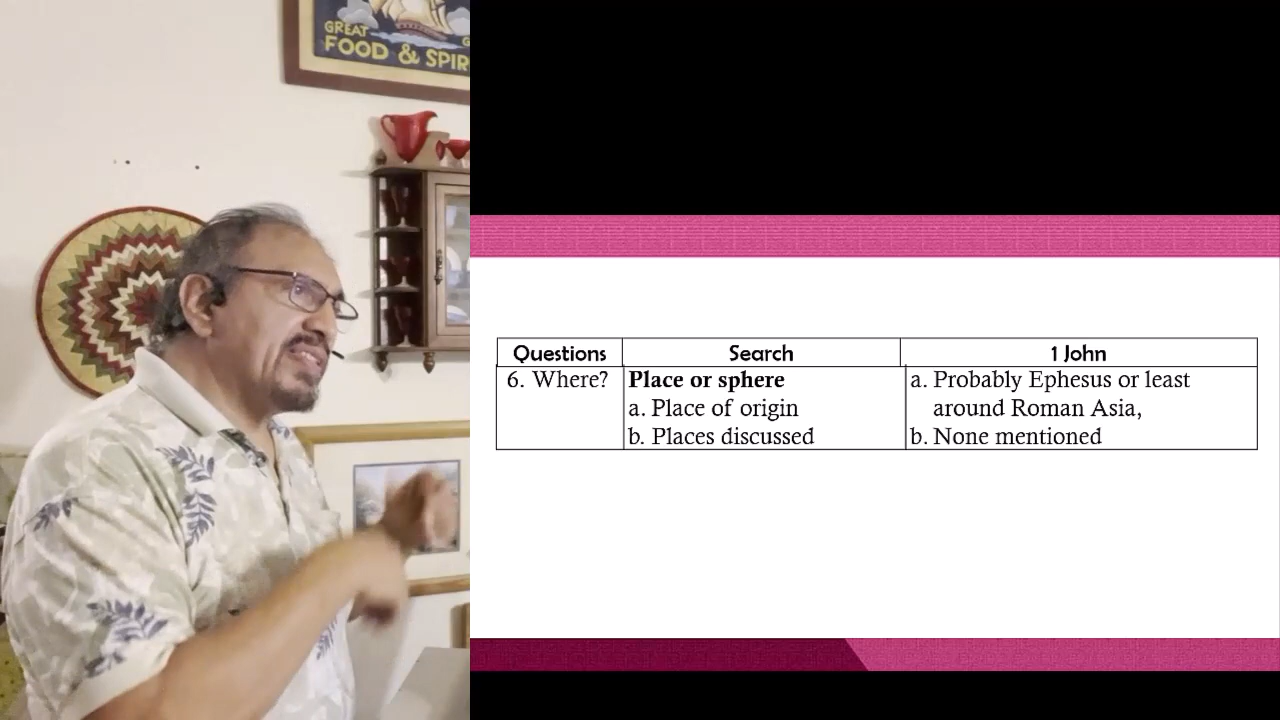 GREAT
FOOD & SPIR
Questions Search 1 John
6. Where? Place or sphere a. Probably Ephesus or least
a. Place of origin around Roman Asia,
b. Places discussed b. None mentioned